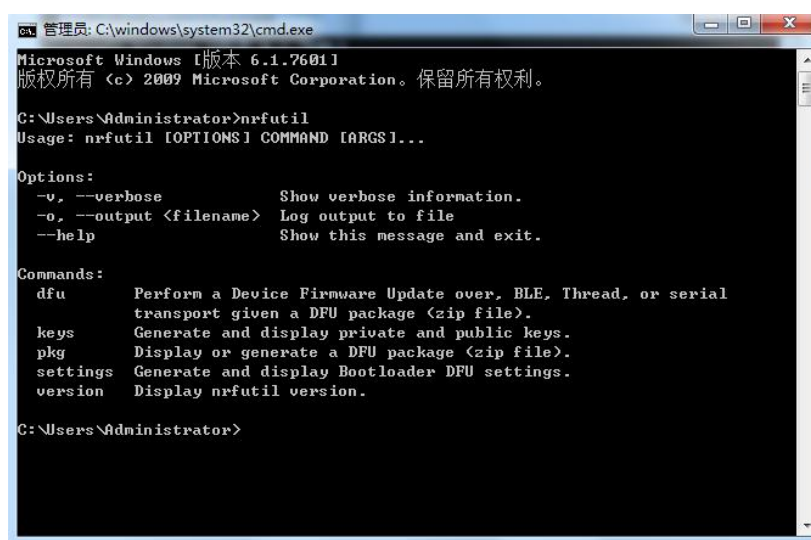 管理员: C:\windows\system32\cmd.exe
Microsoft Windows [版本 6.1.7601]
版权所有 (c) 2009 Microsoft Corporation。保留所有权利。
C:\Users\Administrator>nrfutil
Usage: nrfutil [OPTIONS] COMMAND [ARGS]...
Options:
-v, --verbose Show verbose information.
-o, --output <filename> Log output to file
--help Show this message and exit.
Commands:
dfu Perform a Device Firmware Update over, BLE, Thread, or serial
transport given a DFU package (zip file).
keys Generate and display private and public keys.
pkg Display or generate a DFU package (zip file).
settings Generate and display Bootloader DFU settings.
version Display nrfutil version.
C:\Users\Administrator>